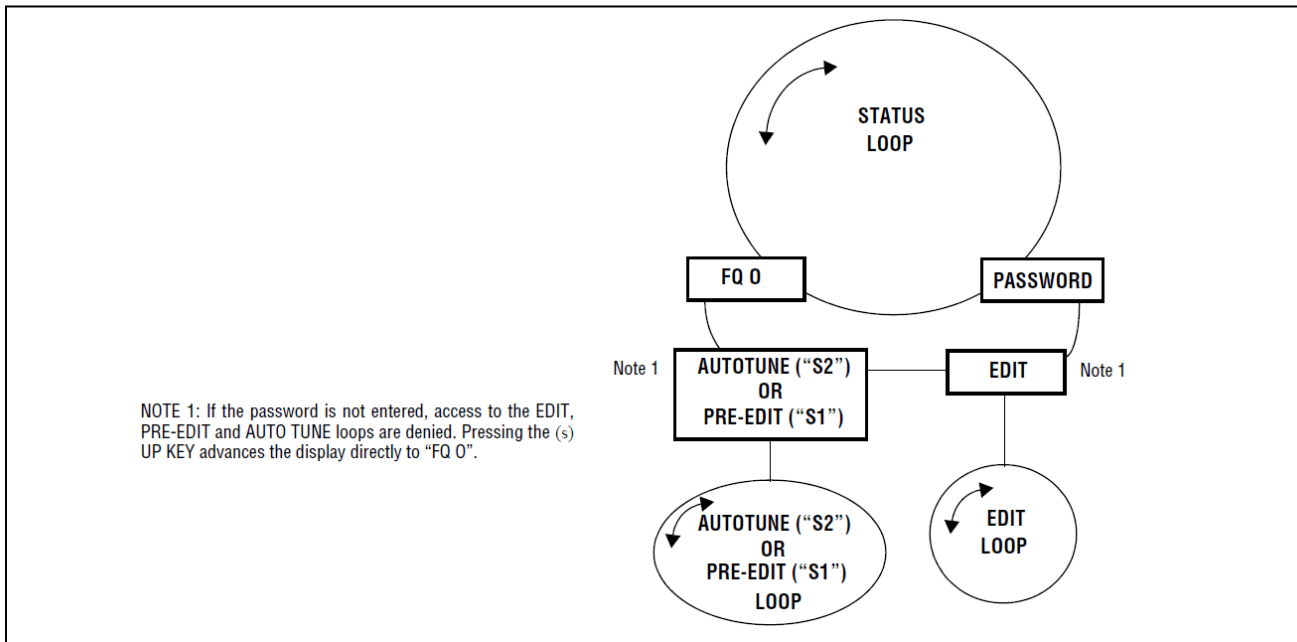 STATUS
LOOP
FQ O
PASSWORD
Note 1
AUTOTUNE (“S2”)
OR
PRE-EDIT (“S1”)
EDIT
Note 1
NOTE 1: If the password is not entered, access to the EDIT,
PRE-EDIT and AUTO TUNE loops are denied. Pressing the (s)
UP KEY advances the display directly to “FQ O”.
AUTOTUNE (“S2”)
OR
PRE-EDIT (“S1”)
LOOP
EDIT
LOOP